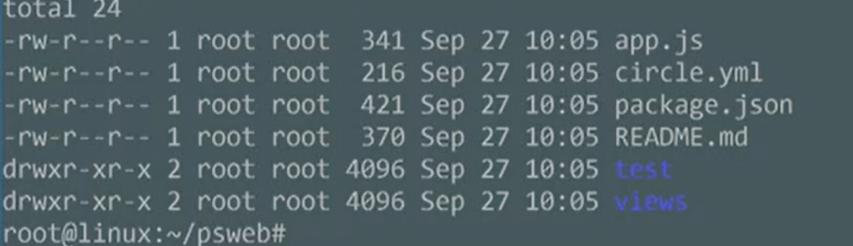 total 24
-rw-r--r-- 1 root root  341 Sep 27 10:05 app.js
-rw-r--r-- 1 root root  216 Sep 27 10:05 circle.yml
-rw-r--r-- 1 root root  421 Sep 27 10:05 package.json
-rw-r--r-- 1 root root  370 Sep 27 10:05 README.md
drwxr-xr-x 2 root root 4096 Sep 27 10:05 test
drwxr-xr-x 2 root root 4096 Sep 27 10:05 views
root@linux:~/psweb#